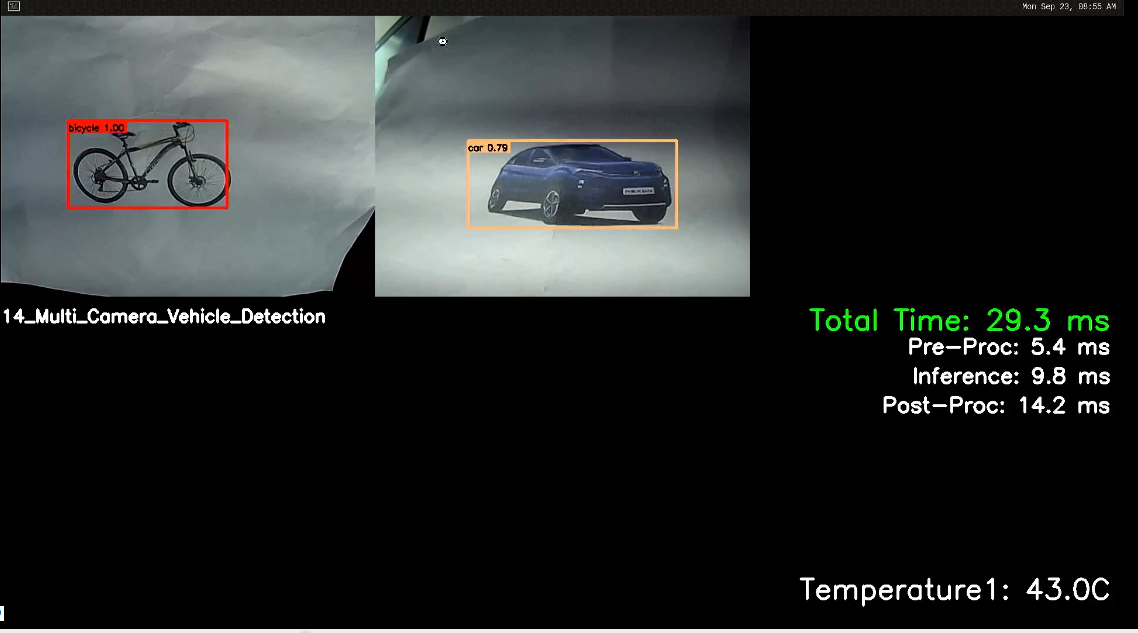 Mon Sep 23, 08:55 AM
bicycle 1.00
car 0.79
14_Multi_Camera_Vehicle_Detection
Total Time: 29.3 ms
Pre-Proc: 5.4 ms
Inference: 9.8 ms
Post-Proc: 14.2 ms
Temperature1: 43.0C